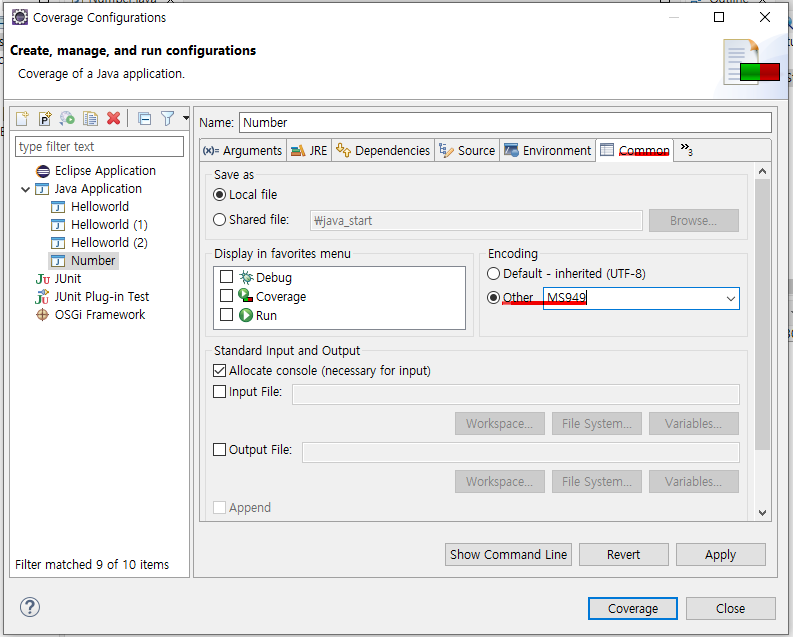 Coverage Configurations
Create, manage, and run configurations
Coverage of a Java application.
type filter text
Eclipse Application
Java Application
Helloworld
Helloworld (1)
Helloworld (2)
Number
JUnit
JUnit Plug-in Test
OSGi Framework
Filter matched 9 of 10 items
Name: Number
(x)= Arguments JRE Dependencies Source Environment Common »3
Save as
Local file
Shared file: ₩java_start Browse...
Display in favorites menu
Debug
Coverage
Run
Encoding
Default - inherited (UTF-8)
Other MS949
Standard Input and Output
Allocate console (necessary for input)
Input File:
Workspace... File System... Variables...
Output File:
Workspace... File System... Variables...
Append
Show Command Line Revert Apply
Coverage Close